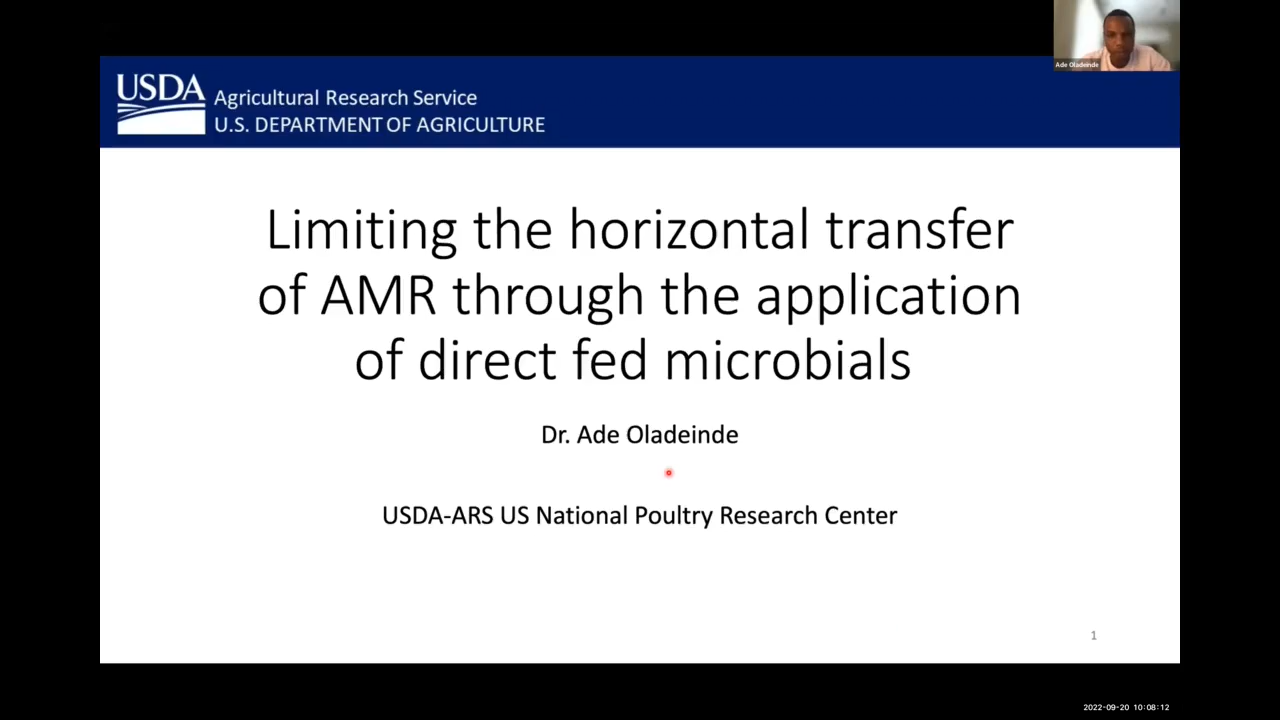 Ade Oladeinde
USDA
Agricultural Research Service
U.S. DEPARTMENT OF AGRICULTURE
Limiting the horizontal transfer
of AMR through the application
of direct fed microbials
Dr. Ade Oladeinde
USDA-ARS US National Poultry Research Center
1
2022-09-20 10:08:12